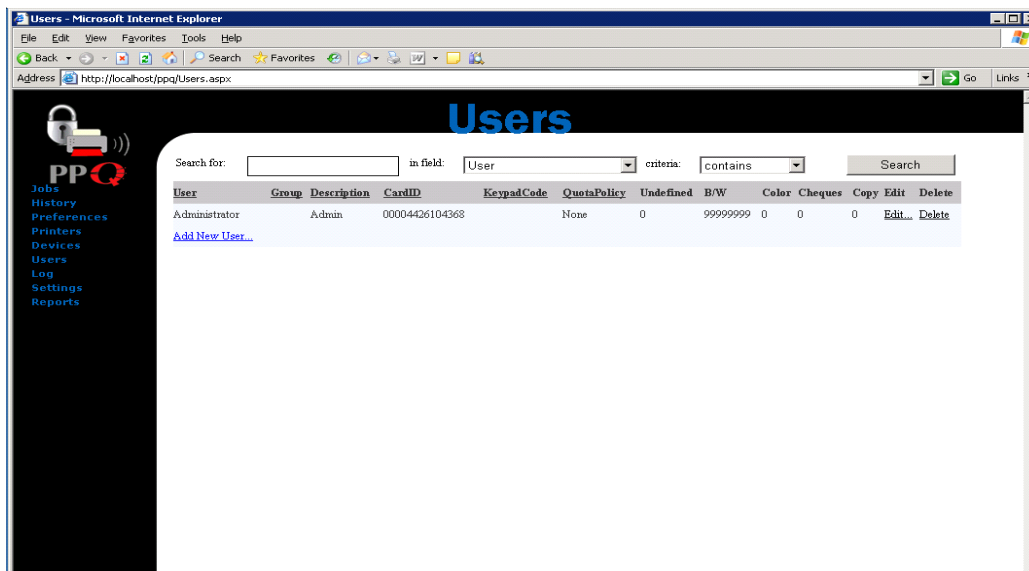 Users - Microsoft Internet Explorer
File Edit View Favorites Tools Help
Back Search Favorites
Address http://localhost/ppq/Users.aspx Go Links
Users
PPQ
Jobs
History
Preferences
Printers
Devices
Users
Log
Settings
Reports
Search for: in field: User criteria: contains Search
User Group Description CardID KeypadCode QuotaPolicy Undefined B/W Color Cheques Copy Edit Delete
Administrator Admin 00004426104368 None 0 99999999 0 0 0 Edit... Delete
Add New User...